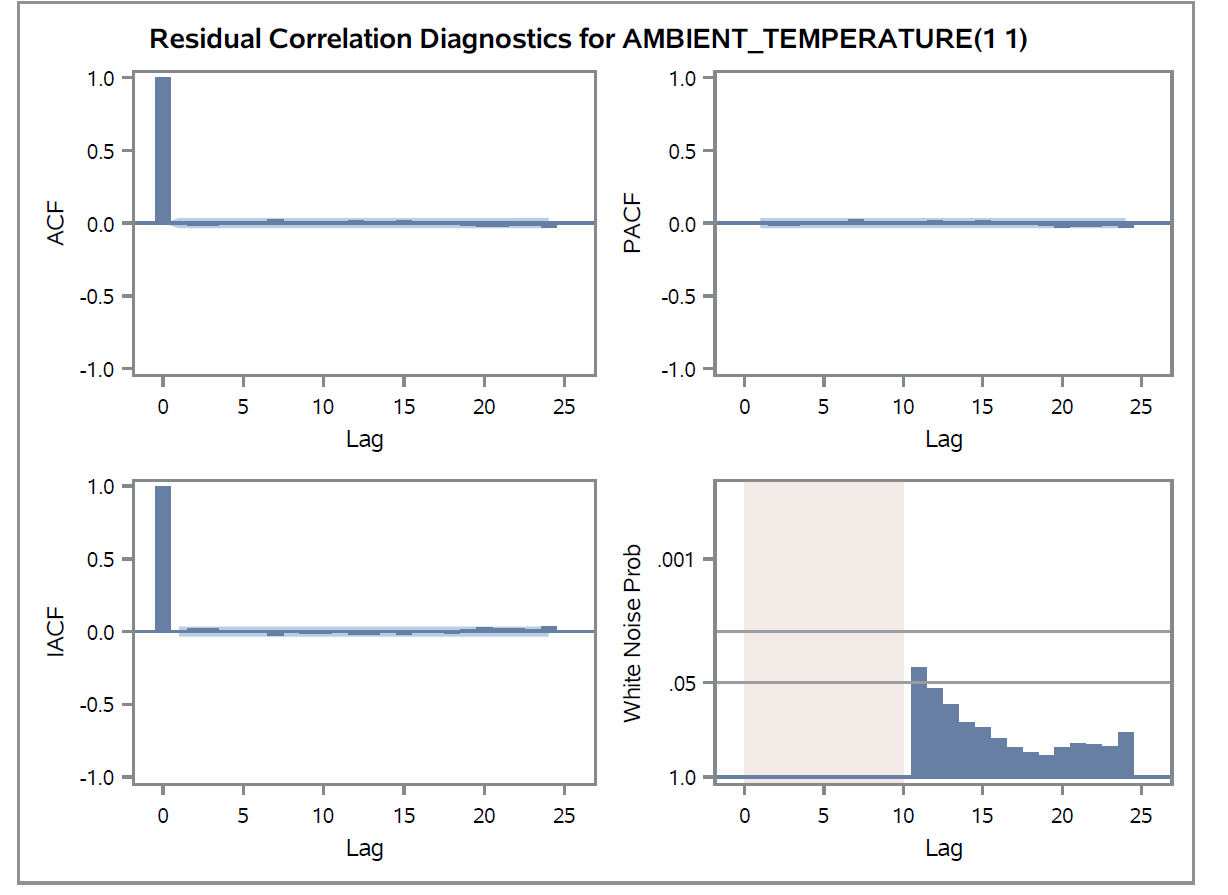 Residual Correlation Diagnostics for AMBIENT_TEMPERATURE(1 1)
1.0
0.5
0.0
-0.5
-1.0
ACF
0 5 10 15 20 25
Lag
1.0
0.5
0.0
-0.5
-1.0
PACF
0 5 10 15 20 25
Lag
1.0
0.5
0.0
-0.5
-1.0
IACF
0 5 10 15 20 25
Lag
.001
.05
1.0
White Noise Prob
0 5 10 15 20 25
Lag